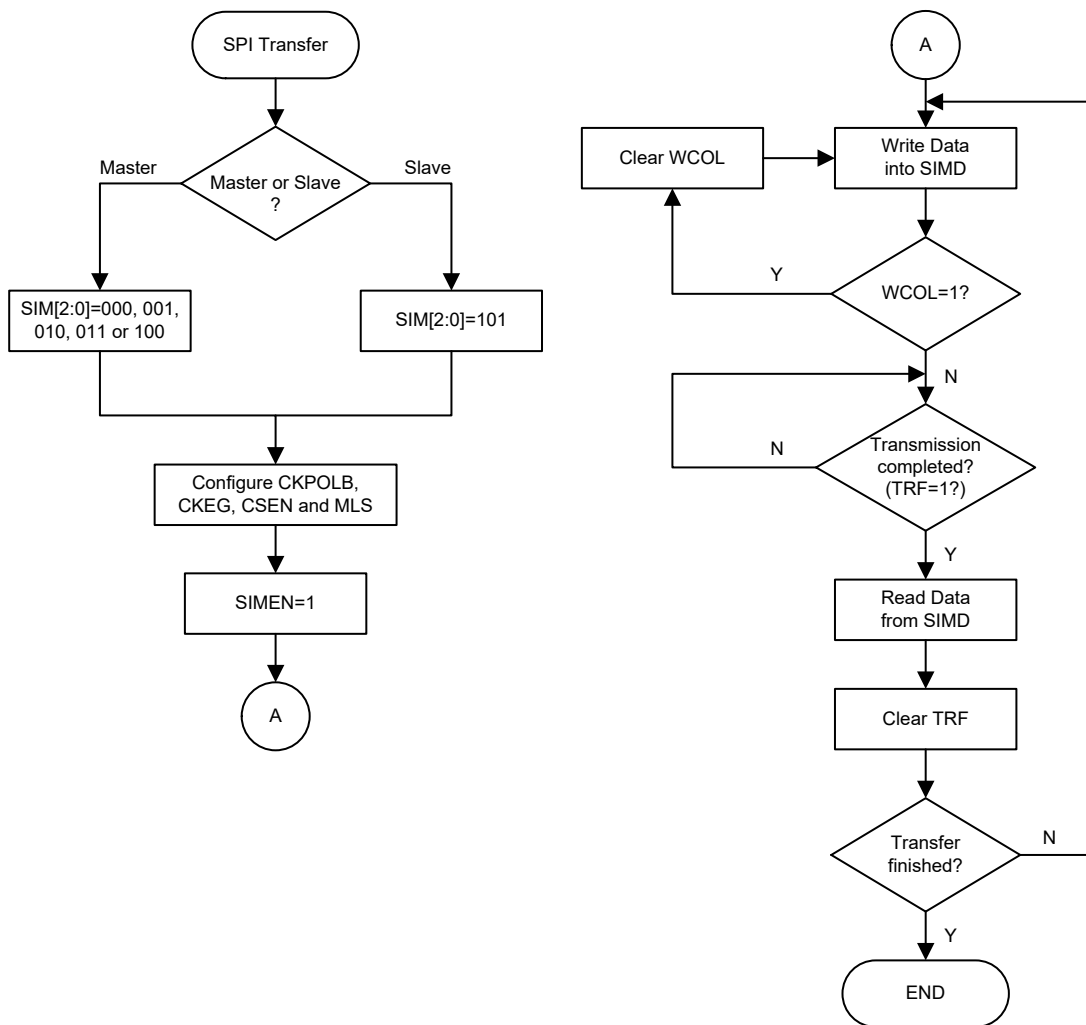 SPI Transfer
Master or Slave
?
Master
Slave
SIM[2:0]=000, 001,
010, 011 or 100
SIM[2:0]=101
Configure CKPOLB,
CKEG, CSEN and MLS
SIMEN=1
A
A
Write Data
into SIMD
Clear WCOL
WCOL=1?
Y
N
Transmission
completed?
(TRF=1?)
N
Y
Read Data
from SIMD
Clear TRF
Transfer
finished?
N
Y
END